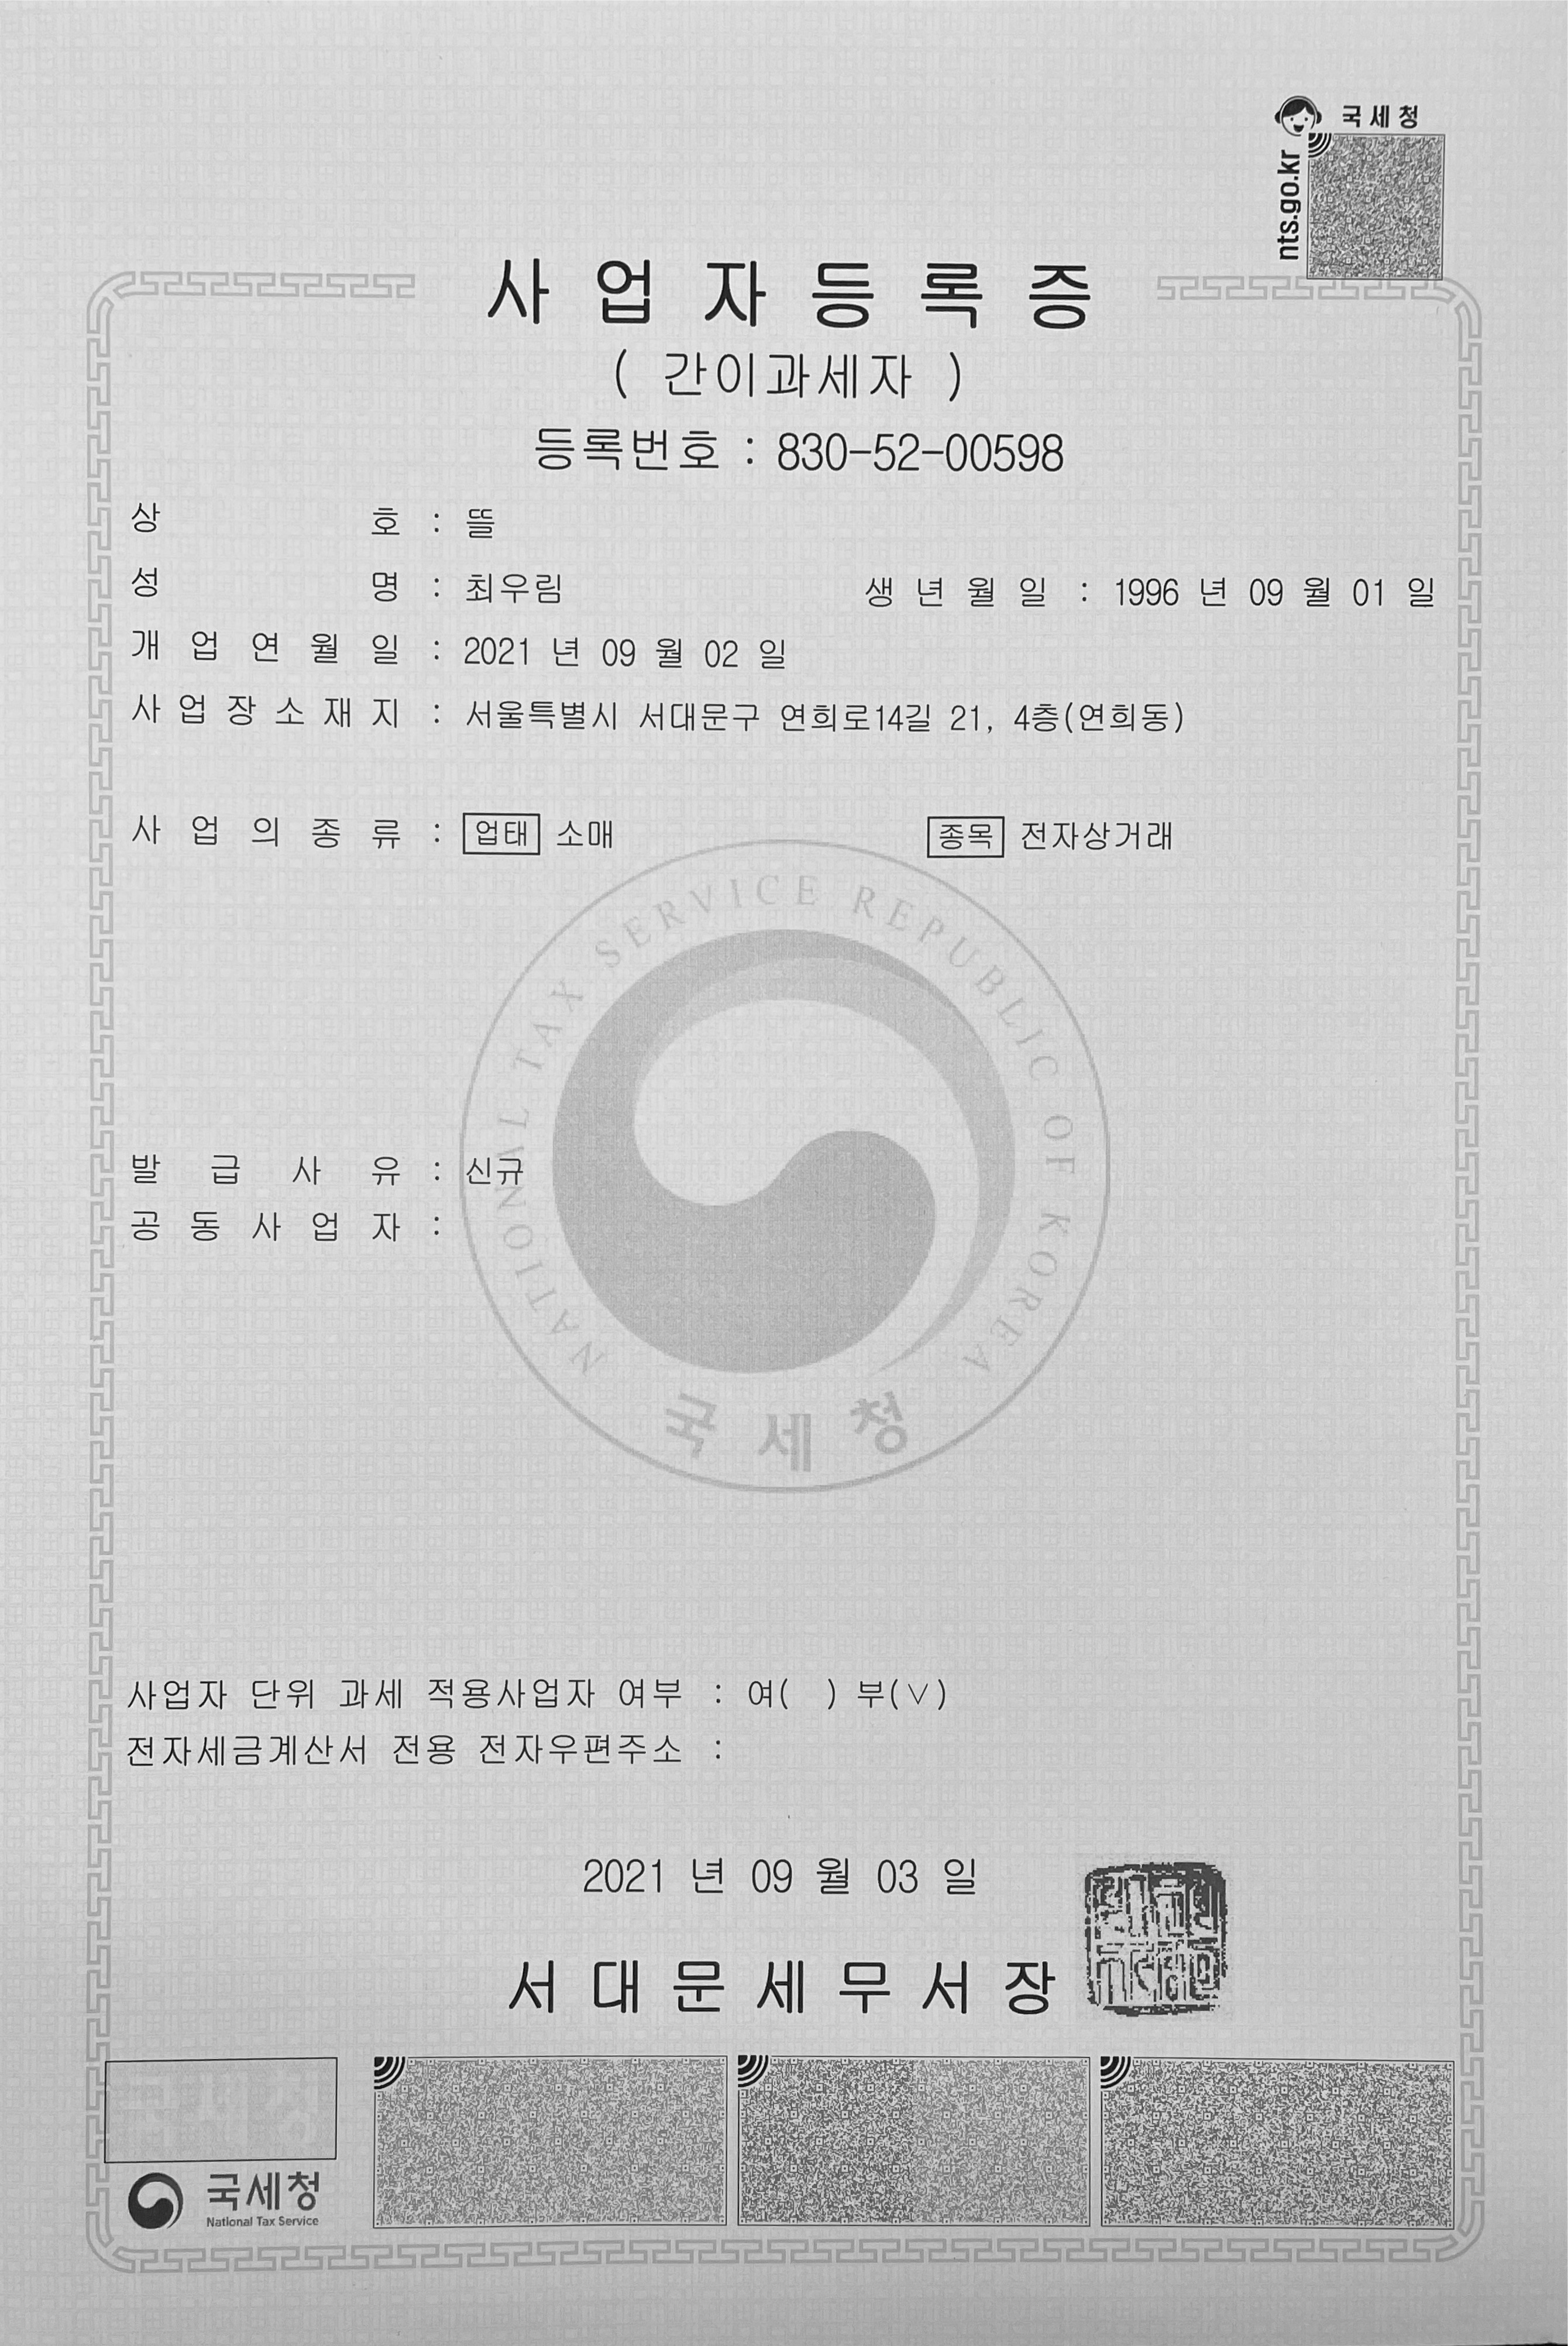 국세청
nts.go.kr
사업자등록증
( 간이과세자 )
등록번호 : 830-52-00598
상 호 : 뜰
성 명 : 최우림 생년월일 : 1996 년 09 월 01 일
개업연월일 : 2021 년 09 월 02 일
사업장소재지 : 서울특별시 서대문구 연희로14길 21, 4층(연희동)
사업의종류 : 업태 소매 종목 전자상거래
NATIONAL TAX SERVICE REPUBLIC OF KOREA
발급사유 : 신규
공동사업자 :
국세청
사업자 단위 과세 적용사업자 여부 : 여( ) 부(∨)
전자세금계산서 전용 전자우편주소 :
2021 년 09 월 03 일
서대문세무서장
국세청
국세청
National Tax Service